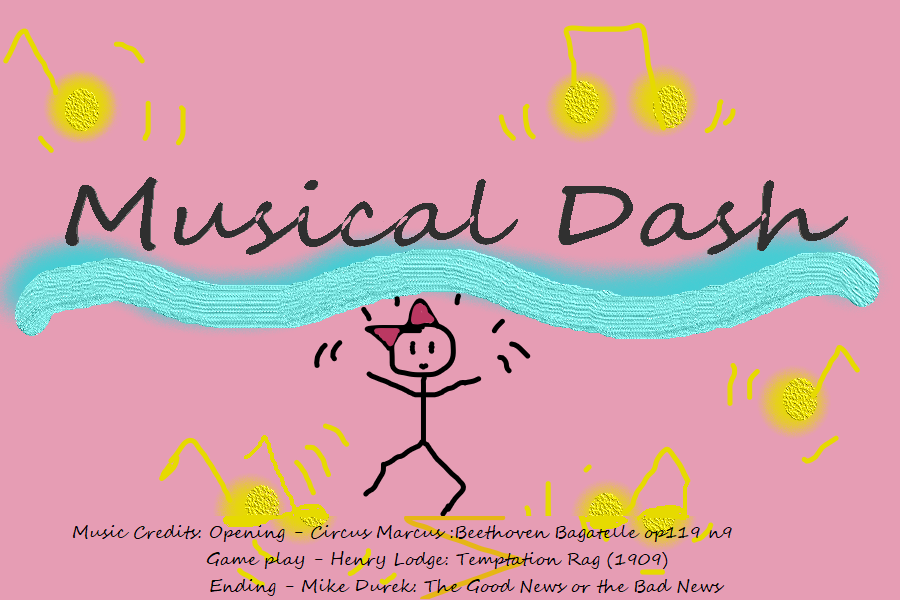 Musical Dash
Music Credits: Opening - Circus Marcus :Beethoven Bagatelle op119 n9
Game play - Henry Lodge: Temptation Rag (1909)
Ending - Mike Durek: The Good News or the Bad News